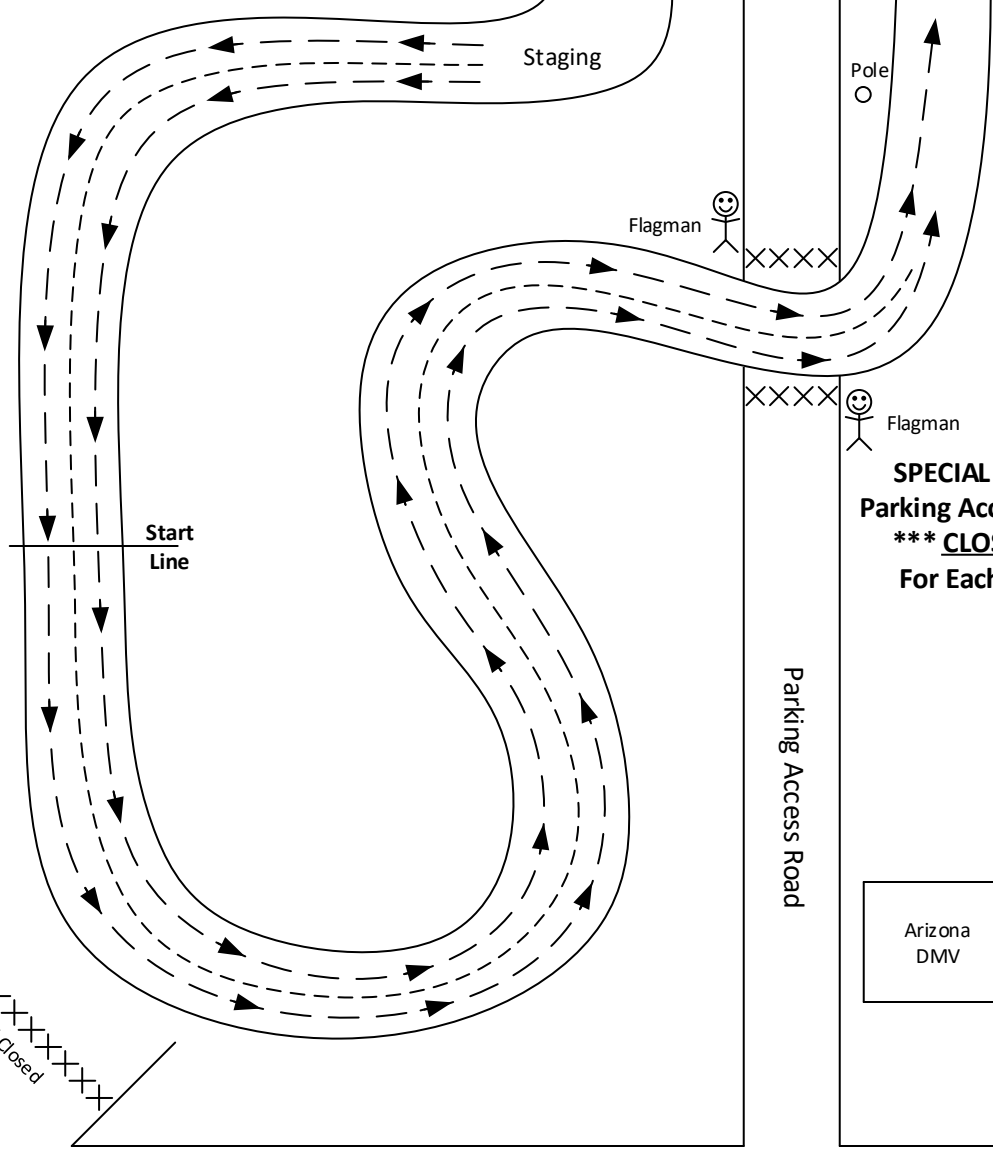 Staging
Pole
Flagman
Flagman
SPECIAL
Parking Acc
*** CLOS
For Each
Start
Line
Parking Access Road
Arizona
DMV
Closed